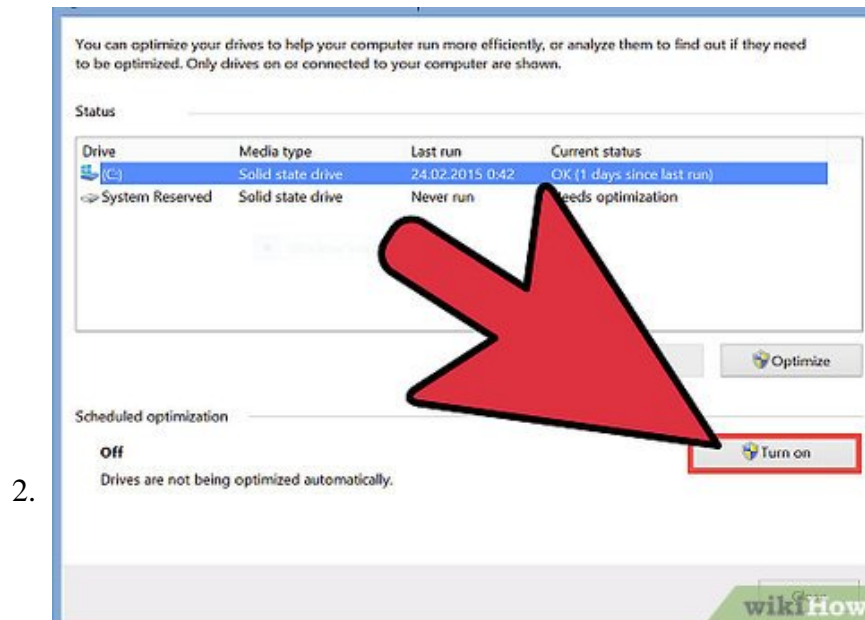 You can optimize your drives to help your computer run more efficiently, or analyze them to find out if they need
to be optimized. Only drives on or connected to your computer are shown.
Status
Drive Media type Last run Current status
(C:) Solid state drive 24.02.2015 0:42 OK (1 days since last run)
System Reserved Solid state drive Never run optimization
Optimize
Scheduled optimization
Off
Turn on
Drives are not being optimized automatically.
2.
wikiHow